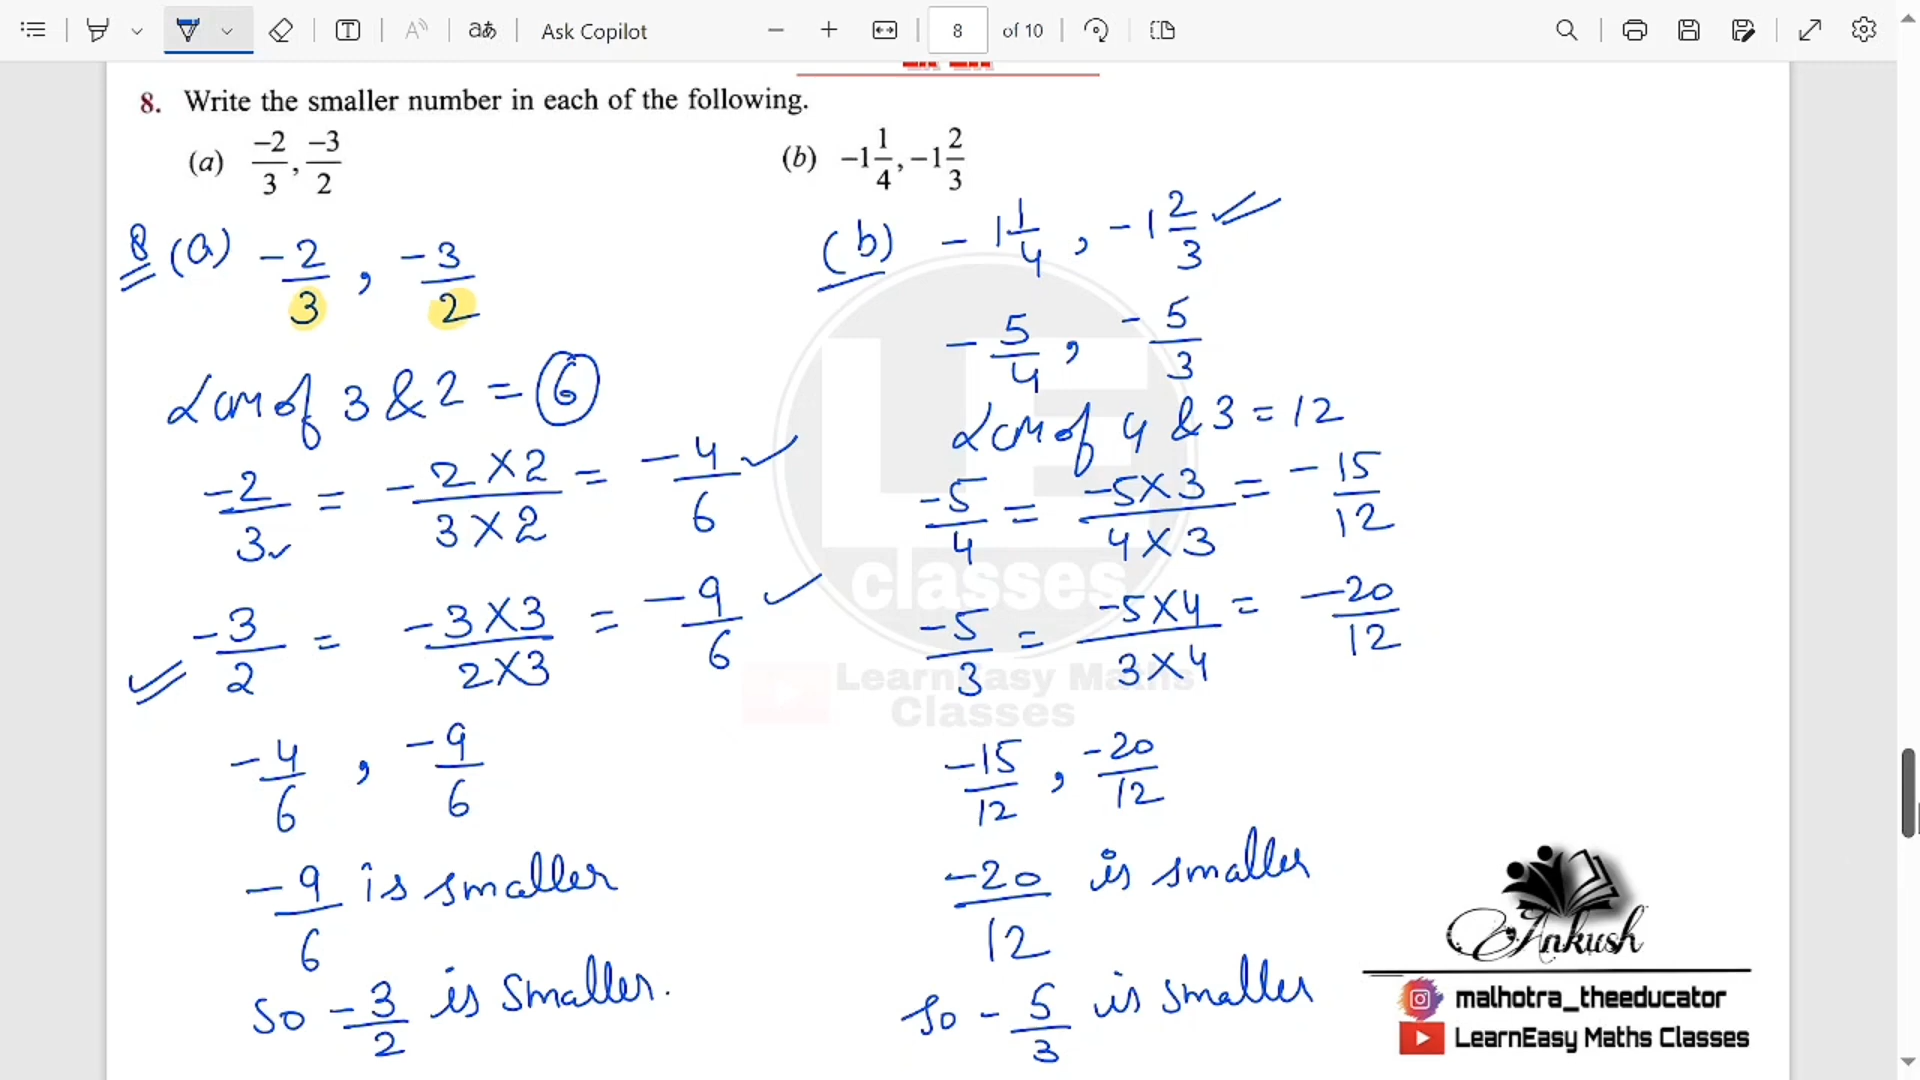 Ask Copilot 8 of 10
8. Write the smaller number in each of the following.
(a) -2/3, -3/2 (b) -1 1/4, -1 2/3
8 (a) -2/3, -3/2
LCM of 3 & 2 = 6
-2/3 = -2×2/3×2 = -4/6 ✓
-3/2 = -3×3/2×3 = -9/6 ✓
-4/6, -9/6
-9/6 is smaller
So -3/2 is smaller.
(b) -1 1/4, -1 2/3 ✓
-5/4, -5/3
LCM of 4 & 3 = 12
-5/4 = -5×3/4×3 = -15/12
-5/3 = -5×4/3×4 = -20/12
-15/12, -20/12
-20/12 is smaller
So -5/3 is smaller
classes
LearnEasy Maths
Classes
Ankush
malhotra_theeducator
LearnEasy Maths Classes